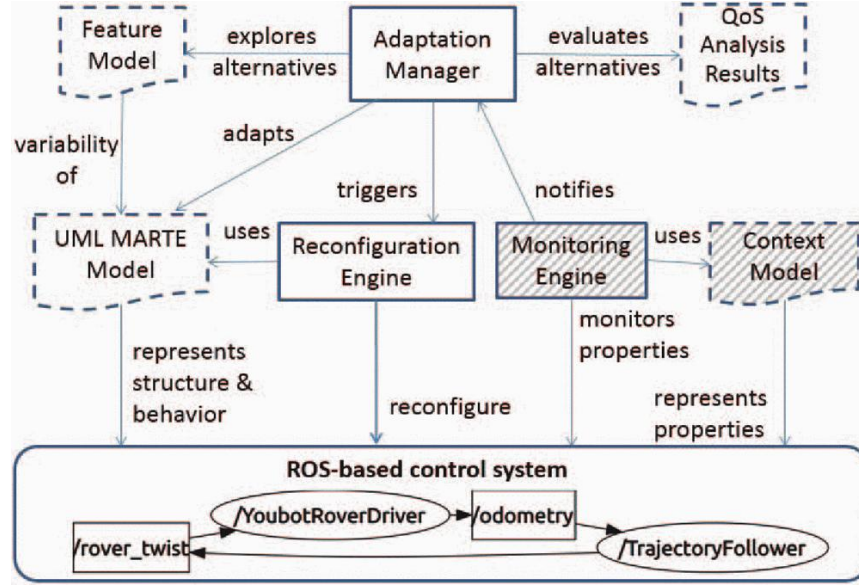 Feature
Model
explores
alternatives
Adaptation
Manager
evaluates
alternatives
QoS
Analysis
Results
variability
of
adapts
triggers
notifies
UML MARTE
Model
uses
Reconfiguration
Engine
Monitoring
Engine
uses
Context
Model
represents
structure &
behavior
reconfigure
monitors
properties
represents
properties
ROS-based control system
/rover_twist
/YoubotRoverDriver
/odometry
/TrajectoryFollower